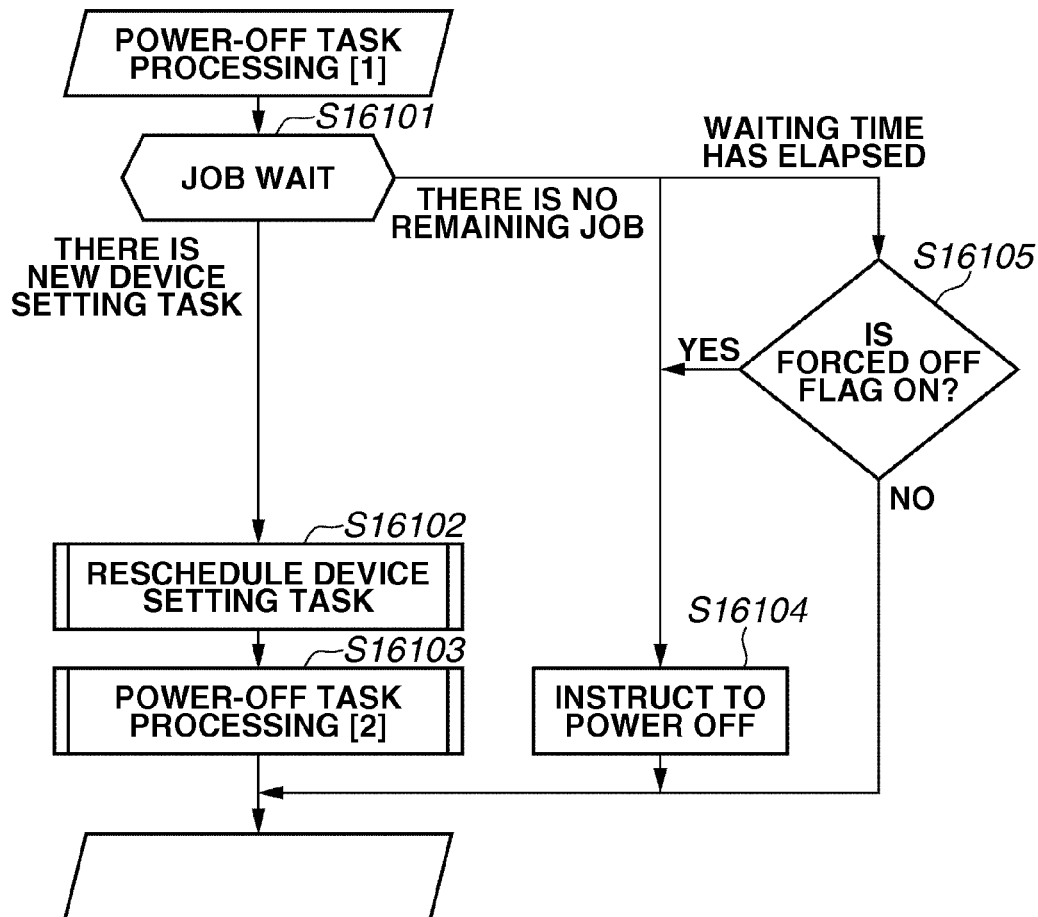 POWER-OFF TASK
PROCESSING [1]
S16101
JOB WAIT
WAITING TIME
HAS ELAPSED
THERE IS NO
REMAINING JOB
THERE IS
NEW DEVICE
SETTING TASK
S16105
IS
FORCED OFF
FLAG ON?
YES
NO
S16102
RESCHEDULE DEVICE
SETTING TASK
S16103
POWER-OFF TASK
PROCESSING [2]
S16104
INSTRUCT TO
POWER OFF